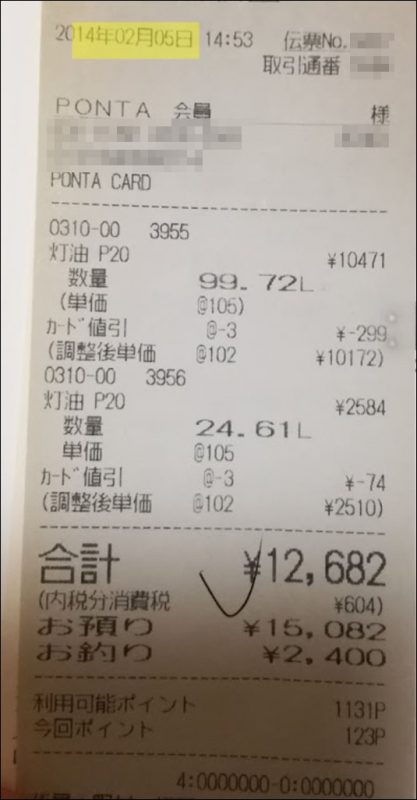 2014年02月05日 14:53 伝票No.
取引通番
PONTA 会員 様
PONTA CARD
0310-00 3955
灯油 P20 ¥10471
数量 99.72L
(単価 @105)
ｶｰﾄﾞ値引 @-3 ¥-299
(調整後単価 @102 ¥10172)
0310-00 3956
灯油 P20 ¥2584
数量 24.61L
単価 @105
ｶｰﾄﾞ値引 @-3 ¥-74
(調整後単価 @102 ¥2510)
合計 ¥12,682
(内税分消費税 ¥604)
お預り ¥15,082
お釣り ¥2,400
利用可能ポイント 1131P
今回ポイント 123P
4:0000000-0:0000000